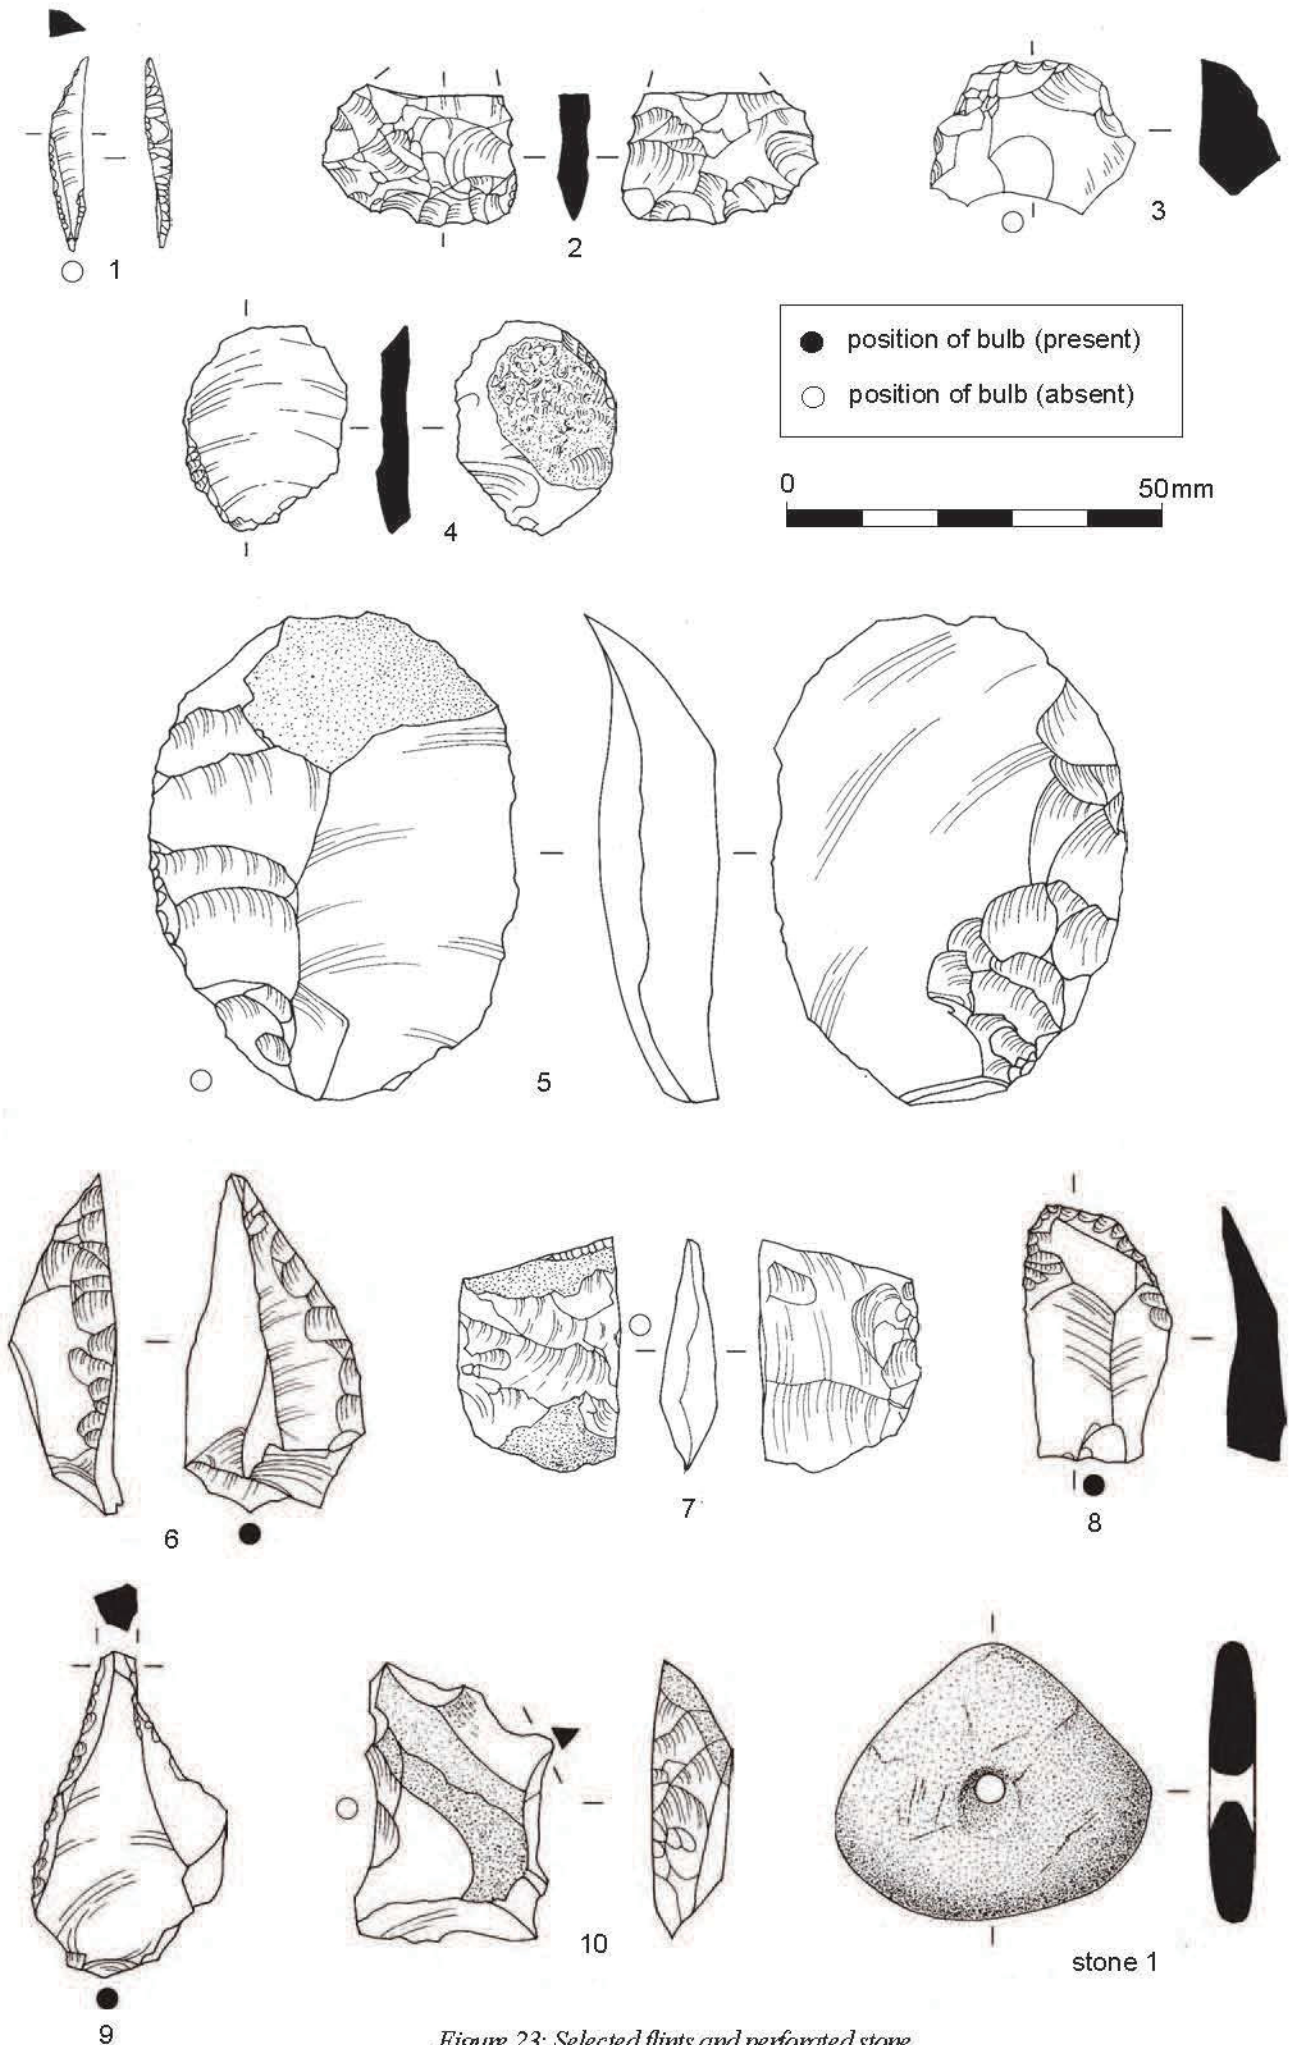 1
2
3
position of bulb (present)
position of bulb (absent)
0 50mm
4
5
6
7
8
9
10
stone 1
Figure 23: Selected flints and perforated stone